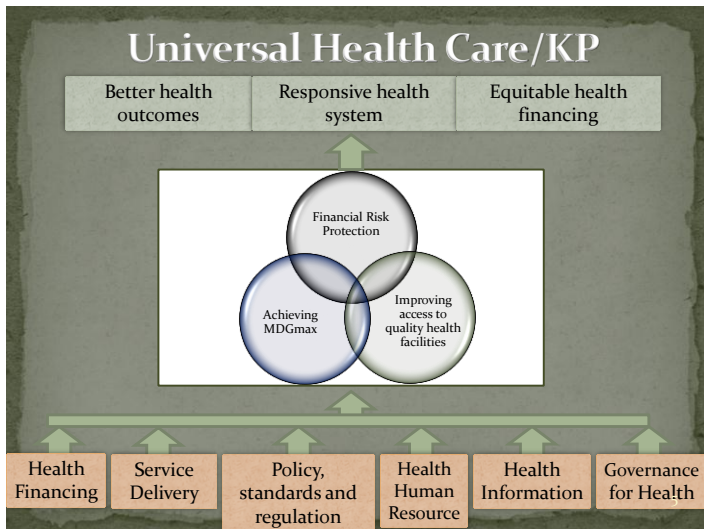 Universal Health Care/KP
Better health
outcomes
Responsive health
system
Equitable health
financing
Financial Risk
Protection
Achieving
MDGmax
Improving
access to
quality health
facilities
Health
Financing
Service
Delivery
Policy,
standards and
regulation
Health
Human
Resource
Health
Information
Governance
for Health